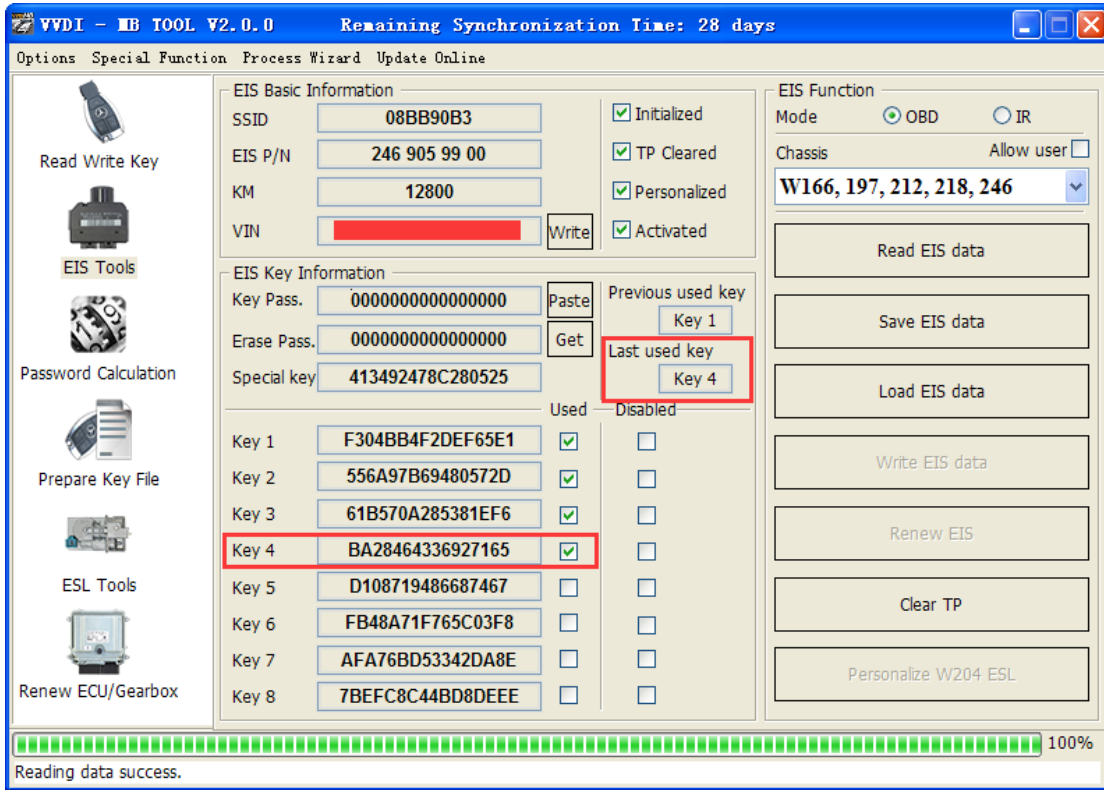 VVDI - MB TOOL V2.0.0 Remaining Synchronization Time: 28 days
Options Special Function Process Wizard Update Online
Read Write Key
EIS Tools
Password Calculation
Prepare Key File
ESL Tools
Renew ECU/Gearbox
EIS Basic Information
SSID 08BB90B3
EIS P/N 246 905 99 00
KM 12800
VIN Write
Initialized
TP Cleared
Personalized
Activated
EIS Key Information
Key Pass. 0000000000000000 Paste
Erase Pass. 0000000000000000 Get
Special key 413492478C280525
Previous used key
Key 1
Last used key
Key 4
Used Disabled
Key 1 F304BB4F2DEF65E1
Key 2 556A97B69480572D
Key 3 61B570A285381EF6
Key 4 BA28464336927165
Key 5 D108719486687467
Key 6 FB48A71F765C03F8
Key 7 AFA76BD53342DA8E
Key 8 7BEFC8C44BD8DEEE
EIS Function
Mode OBD IR
Chassis Allow user
W166, 197, 212, 218, 246
Read EIS data
Save EIS data
Load EIS data
Write EIS data
Renew EIS
Clear TP
Personalize W204 ESL
100%
Reading data success.